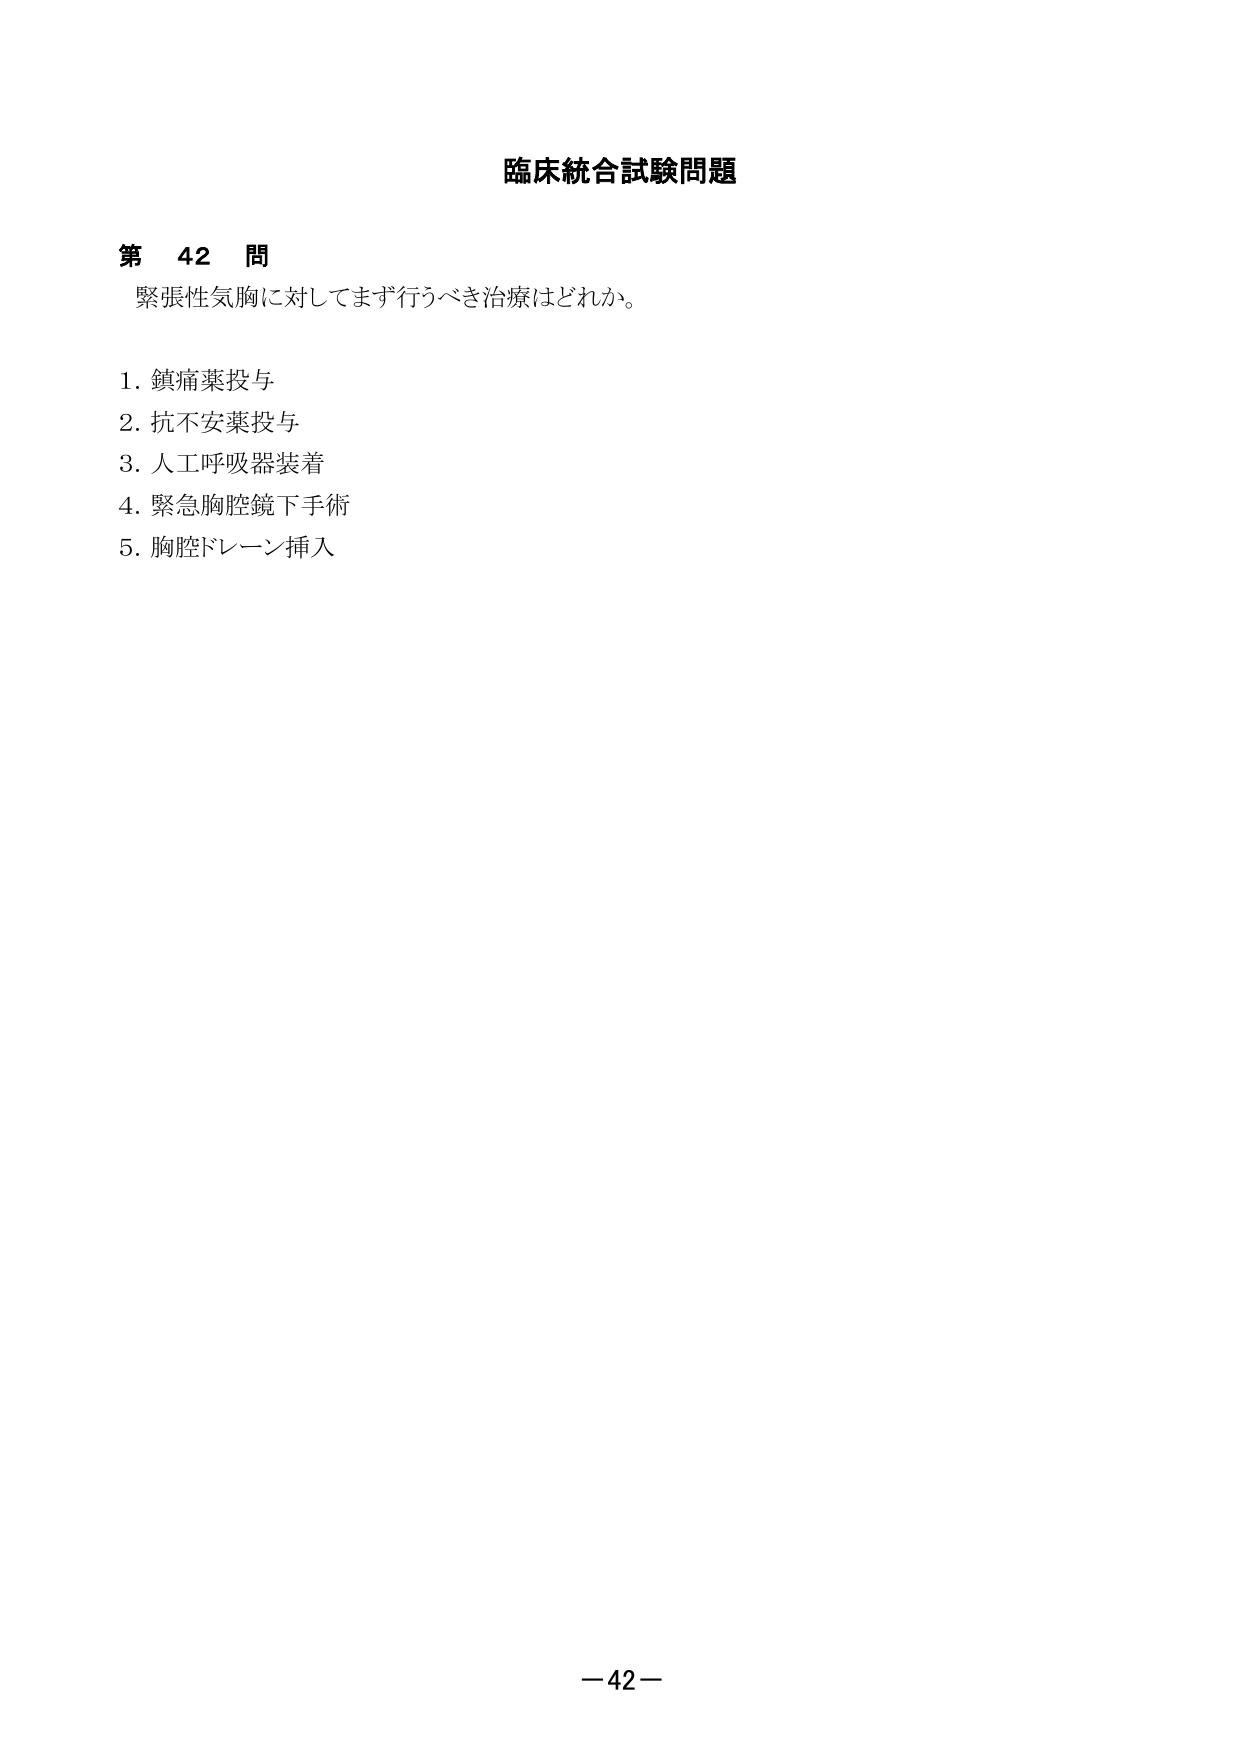 臨床統合試験問題
第 42 問
緊張性気胸に対してまず行うべき治療はどれか。
1. 鎮痛薬投与
2. 抗不安薬投与
3. 人工呼吸器装着
4. 緊急胸腔鏡下手術
5. 胸腔ドレーン挿入
－42－